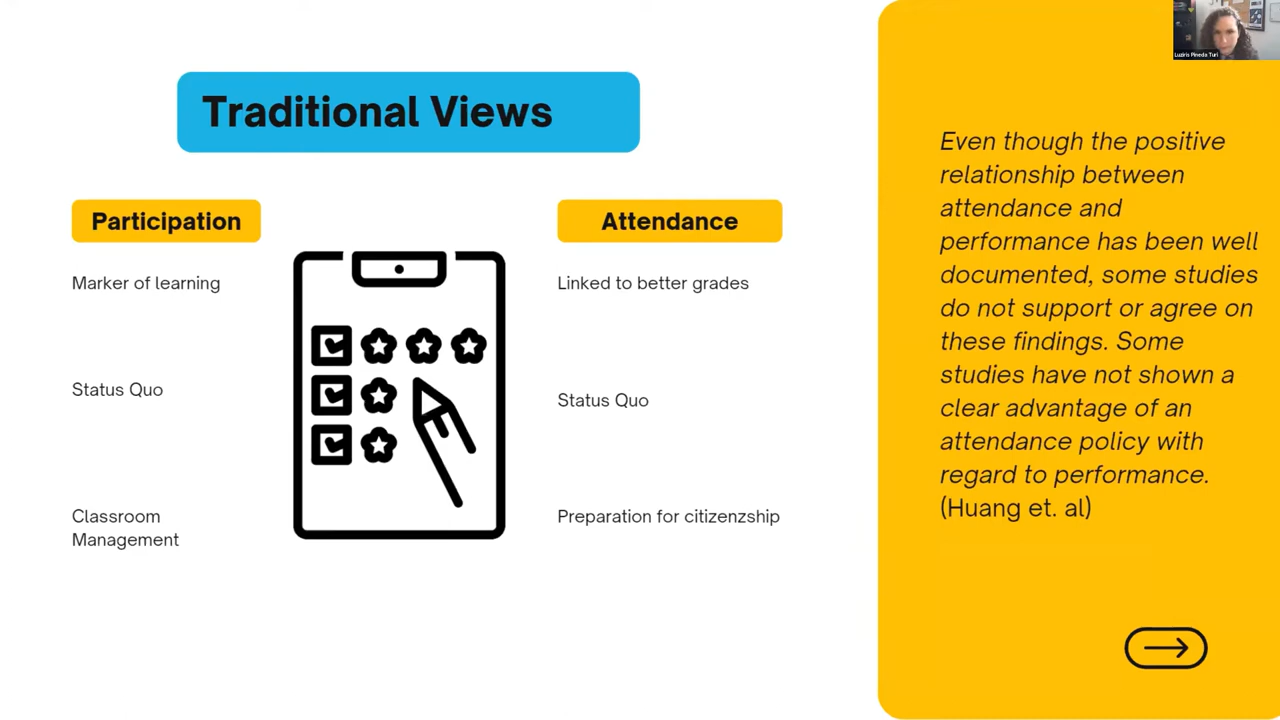 Traditional Views
Participation
Marker of learning
Status Quo
Classroom
Management
Attendance
Linked to better grades
Status Quo
Preparation for citizenzship
Even though the positive
relationship between
attendance and
performance has been well
documented, some studies
do not support or agree on
these findings. Some
studies have not shown a
clear advantage of an
attendance policy with
regard to performance.
(Huang et. al)
Luziris Pineda Turi